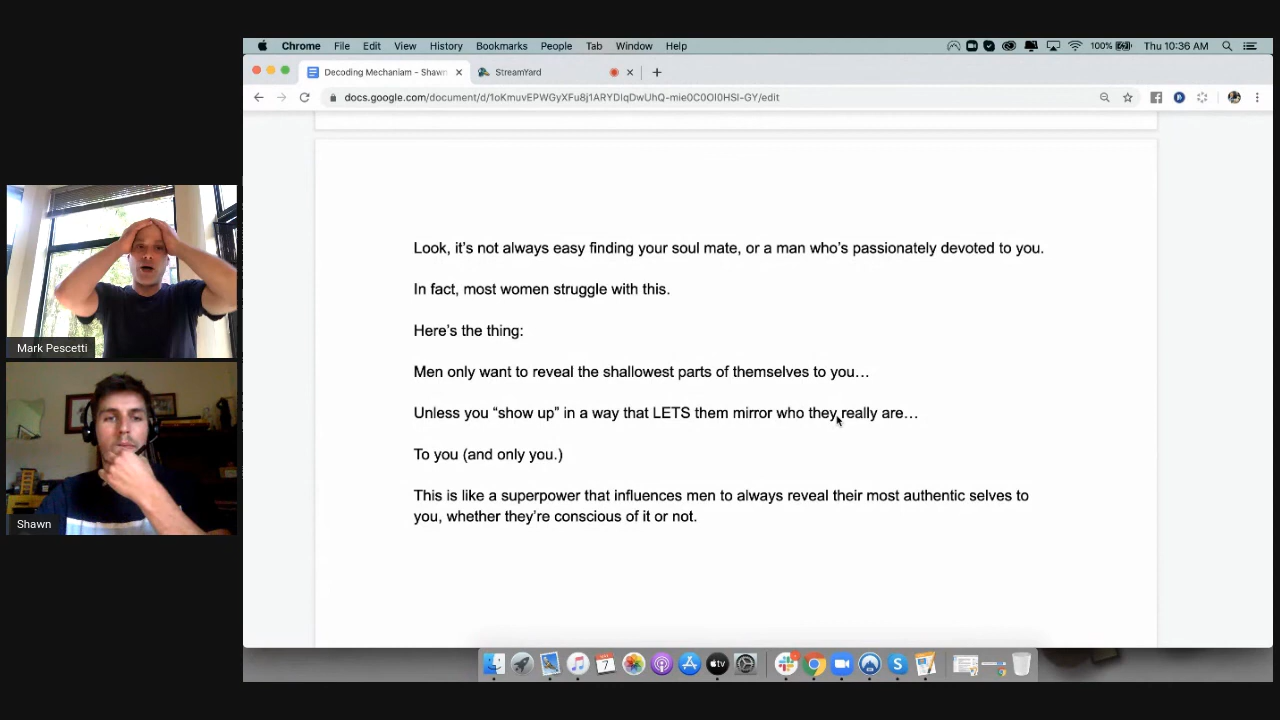 Chrome File Edit View History Bookmarks People Tab Window Help
100% Thu 10:36 AM
Decoding Mechaniam - Shawn
StreamYard
docs.google.com/document/d/1oKmuvEPWGyXFu8j1ARYDlqDwUhQ-mie0C0Ol0HSl-GY/edit
Look, it's not always easy finding your soul mate, or a man who's passionately devoted to you.
In fact, most women struggle with this.
Here's the thing:
Men only want to reveal the shallowest parts of themselves to you…
Unless you “show up” in a way that LETS them mirror who they really are…
To you (and only you.)
This is like a superpower that influences men to always reveal their most authentic selves to
you, whether they're conscious of it or not.
Mark Pescetti
Shawn
7
tv